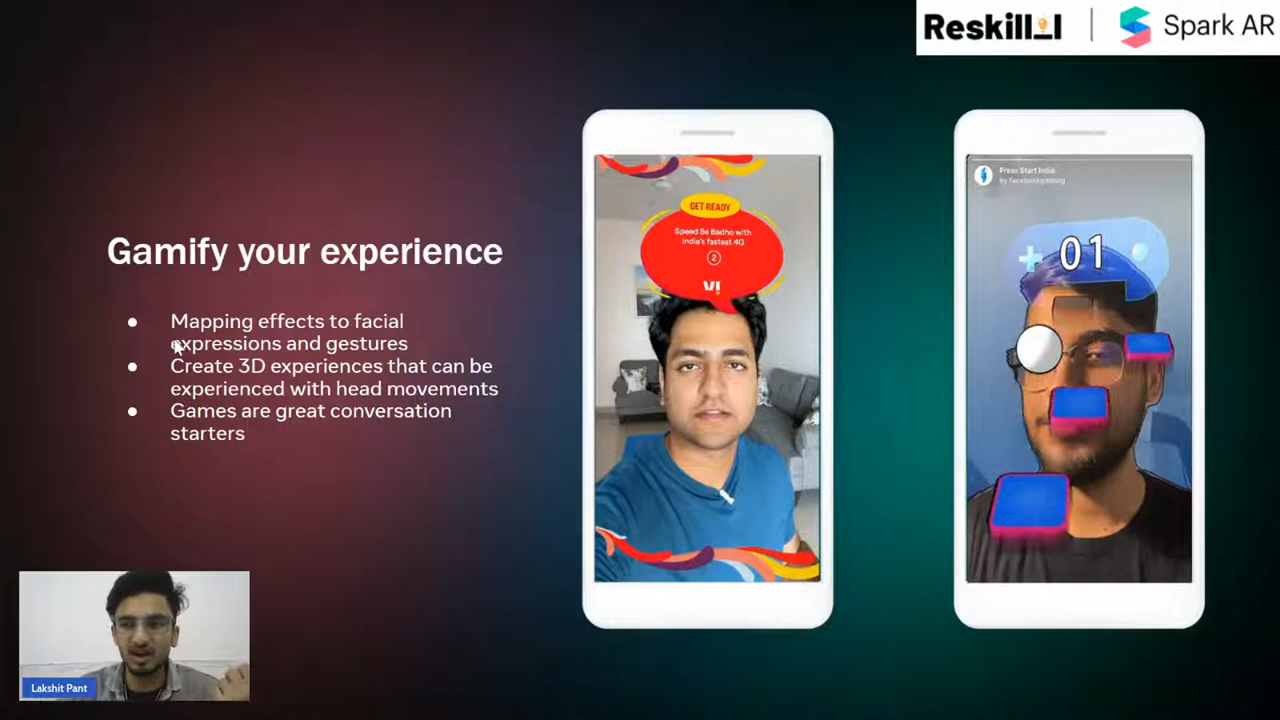 Reskill_l | Spark AR
Gamify your experience
● Mapping effects to facial
expressions and gestures
● Create 3D experiences that can be
experienced with head movements
● Games are great conversation
starters
GET READY
Speed Se Badho with
India's fastest 4G
2
VI
Press Start India
by facebookgaming
+ 01
Lakshit Pant